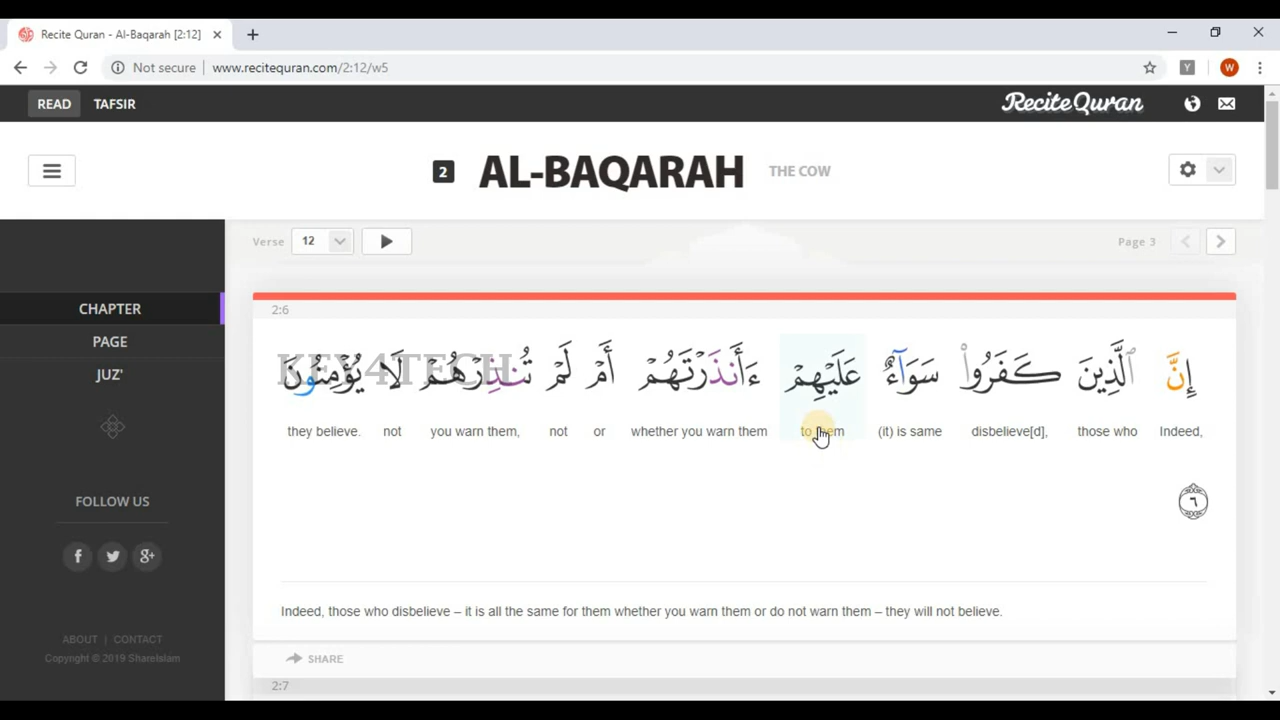 Recite Quran - Al-Baqarah [2:12]
Not secure
www.recitequran.com/2:12/w5
Y
W
READ
TAFSIR
ReciteQuran
2
AL-BAQARAH
THE COW
Verse
12
Page 3
CHAPTER
PAGE
JUZ'
FOLLOW US
ABOUT | CONTACT
Copyright © 2019 ShareIslam
2:6
إِنَّ ٱلَّذِينَ كَفَرُوا۟ سَوَآءٌ عَلَيْهِمْ ءَأَنذَرْتَهُمْ أَمْ لَمْ تُنذِرْهُمْ لَا يُؤْمِنُونَ
KEY4TECH
they believe. not you warn them, not or whether you warn them to them (it) is same disbelieve[d], those who Indeed,
٦
Indeed, those who disbelieve – it is all the same for them whether you warn them or do not warn them – they will not believe.
SHARE
2:7